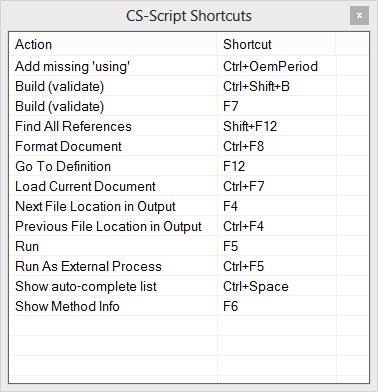 CS-Script Shortcuts
x
Action Shortcut
Add missing 'using' Ctrl+OemPeriod
Build (validate) Ctrl+Shift+B
Build (validate) F7
Find All References Shift+F12
Format Document Ctrl+F8
Go To Definition F12
Load Current Document Ctrl+F7
Next File Location in Output F4
Previous File Location in Output Ctrl+F4
Run F5
Run As External Process Ctrl+F5
Show auto-complete list Ctrl+Space
Show Method Info F6